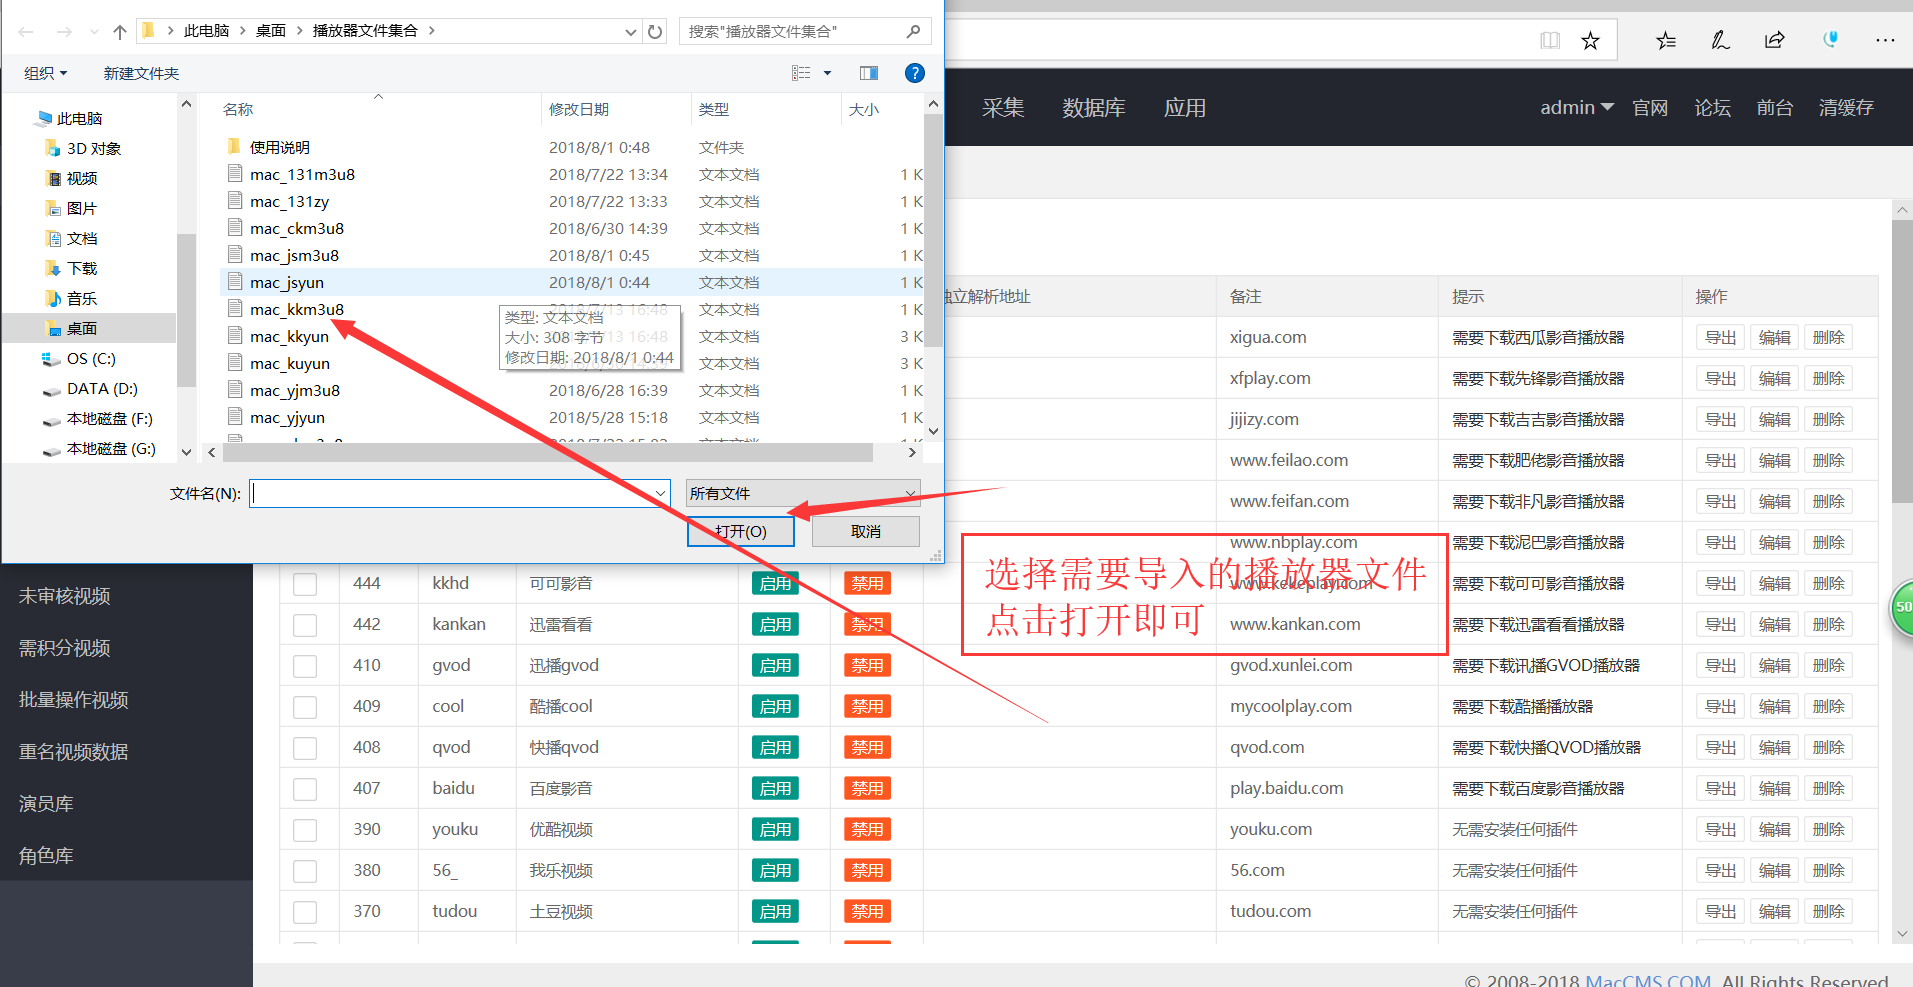 此电脑 > 桌面 > 播放器文件集合 >
搜索"播放器文件集合"
组织
新建文件夹
此电脑
3D 对象
视频
图片
文档
下载
音乐
桌面
OS (C:)
DATA (D:)
本地磁盘 (F:)
本地磁盘 (G:)
名称 修改日期 类型 大小
使用说明 2018/8/1 0:48 文件夹
mac_131m3u8 2018/7/22 13:34 文本文档 1 K
mac_131zy 2018/7/22 13:33 文本文档 1 K
mac_ckm3u8 2018/6/30 14:39 文本文档 1 K
mac_jsm3u8 2018/8/1 0:45 文本文档 1 K
mac_jsyun 2018/8/1 0:44 文本文档 1 K
mac_kkm3u8 文本文档 1 K
mac_kkyun 文本文档 3 K
mac_kuyun 文本文档 3 K
mac_yjm3u8 2018/6/28 16:39 文本文档 1 K
mac_yjyun 2018/5/28 15:18 文本文档 1 K
类型: 文本文档
大小: 308 字节
修改日期: 2018/8/1 0:44
文件名(N):
所有文件
打开(O)
取消
采集 数据库 应用
admin 官网 论坛 前台 清缓存
独立解析地址 备注 提示 操作
xigua.com 需要下载西瓜影音播放器 导出 编辑 删除
xfplay.com 需要下载先锋影音播放器 导出 编辑 删除
jijizy.com 需要下载吉吉影音播放器 导出 编辑 删除
www.feilao.com 需要下载肥佬影音播放器 导出 编辑 删除
www.feifan.com 需要下载非凡影音播放器 导出 编辑 删除
www.nbplay.com 需要下载泥巴影音播放器 导出 编辑 删除
444 kkhd 可可影音 启用 禁用 www.kekeplay.com 需要下载可可影音播放器 导出 编辑 删除
442 kankan 迅雷看看 启用 禁用 www.kankan.com 需要下载迅雷看看播放器 导出 编辑 删除
410 gvod 迅播gvod 启用 禁用 gvod.xunlei.com 需要下载讯播GVOD播放器 导出 编辑 删除
409 cool 酷播cool 启用 禁用 mycoolplay.com 需要下载酷播播放器 导出 编辑 删除
408 qvod 快播qvod 启用 禁用 qvod.com 需要下载快播QVOD播放器 导出 编辑 删除
407 baidu 百度影音 启用 禁用 play.baidu.com 需要下载百度影音播放器 导出 编辑 删除
390 youku 优酷视频 启用 禁用 youku.com 无需安装任何插件 导出 编辑 删除
380 56_ 我乐视频 启用 禁用 56.com 无需安装任何插件 导出 编辑 删除
370 tudou 土豆视频 启用 禁用 tudou.com 无需安装任何插件 导出 编辑 删除
选择需要导入的播放器文件
点击打开即可
50
未审核视频
需积分视频
批量操作视频
重名视频数据
演员库
角色库
© 2008-2018 MacCMS.COM. All Rights Reserved